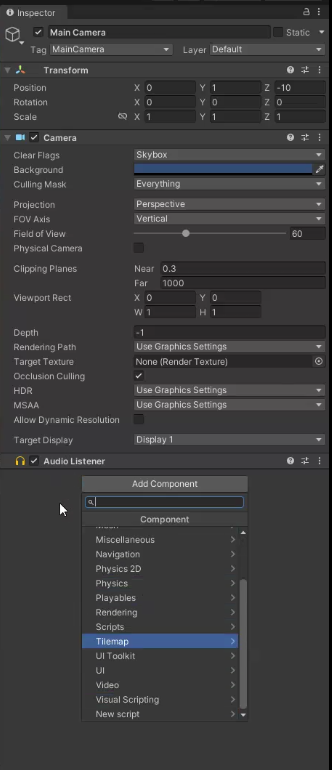 Inspector
Main Camera
Static
Tag MainCamera Layer Default
Transform
Position X 0 Y 1 Z -10
Rotation X 0 Y 0 Z 0
Scale X 1 Y 1 Z 1
Camera
Clear Flags Skybox
Background
Culling Mask Everything
Projection Perspective
FOV Axis Vertical
Field of View 60
Physical Camera
Clipping Planes Near 0.3
Far 1000
Viewport Rect X 0 Y 0
W 1 H 1
Depth -1
Rendering Path Use Graphics Settings
Target Texture None (Render Texture)
Occlusion Culling
HDR Use Graphics Settings
MSAA Use Graphics Settings
Allow Dynamic Resolution
Target Display Display 1
Audio Listener
Add Component
Component
Miscellaneous
Navigation
Physics 2D
Physics
Playables
Rendering
Scripts
Tilemap
UI Toolkit
UI
Video
Visual Scripting
New script